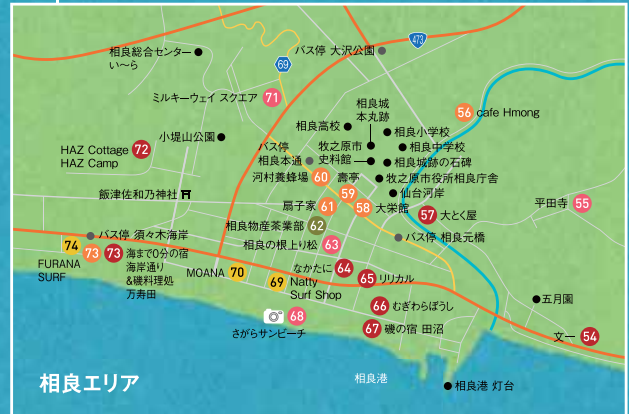 バス停 大沢公園
473
相良総合センター
い〜ら
69
ミルキーウェイ スクエア
71
相良城
本丸跡
56
cafe Hmong
相良高校
相良小学校
小堤山公園
相良中学校
HAZ Cottage
HAZ Camp
72
バス停
相良本通
牧之原市
史料館
相良城跡の石碑
河村養蜂場
60
壽亭
59
牧之原市役所相良庁舎
飯津佐和乃神社
仙台河岸
平田寺
55
扇子家
61
58
大栄館
57
大とく屋
相良物産茶業部
62
バス停 須々木海岸
相良の根上り松
63
バス停 相良元橋
74
73
73
海まで0分の宿
海岸通り
&磯料理処
万寿田
FURANA
SURF
MOANA
70
なかたに
64
65
リリカル
69
Natty
Surf Shop
五月園
66
むぎわらぼうし
68
さがらサンビーチ
67
磯の宿 田沼
文一
54
相良エリア
相良港
相良港 灯台